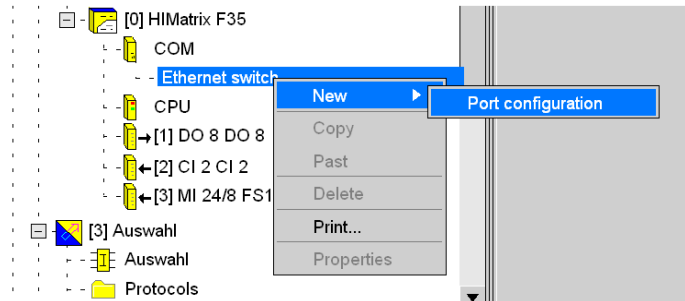 [0] HIMatrix F35
COM
Ethernet switch
New
Port configuration
CPU
Copy
[1] DO 8 DO 8
Past
[2] CI 2 CI 2
Delete
[3] MI 24/8 FS1
Print...
[3] Auswahl
Properties
Auswahl
Protocols